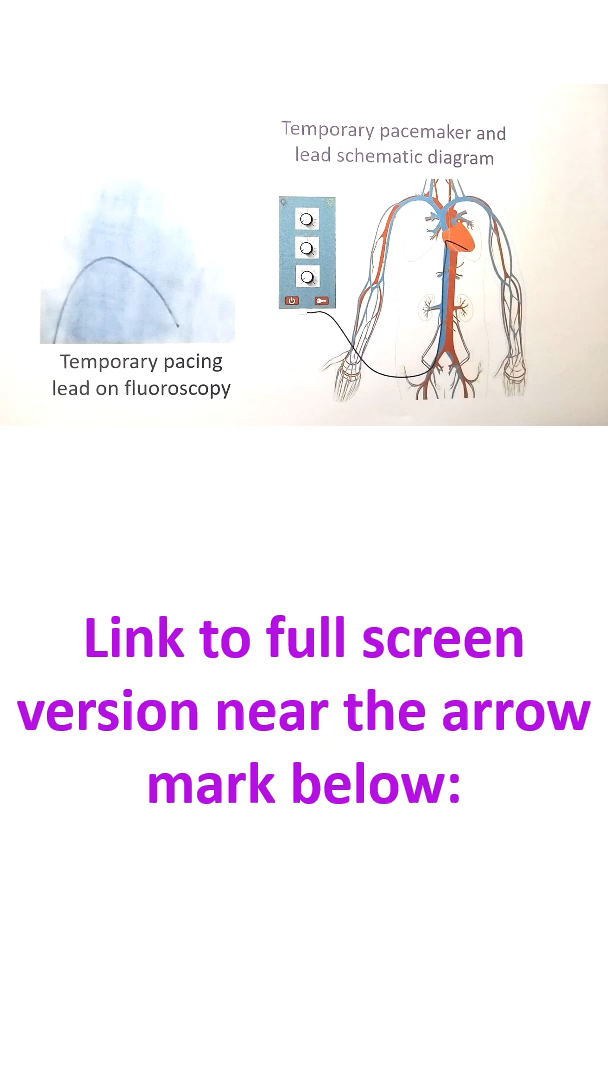 Temporary pacemaker and
lead schematic diagram
Temporary pacing
lead on fluoroscopy
Link to full screen
version near the arrow
mark below: